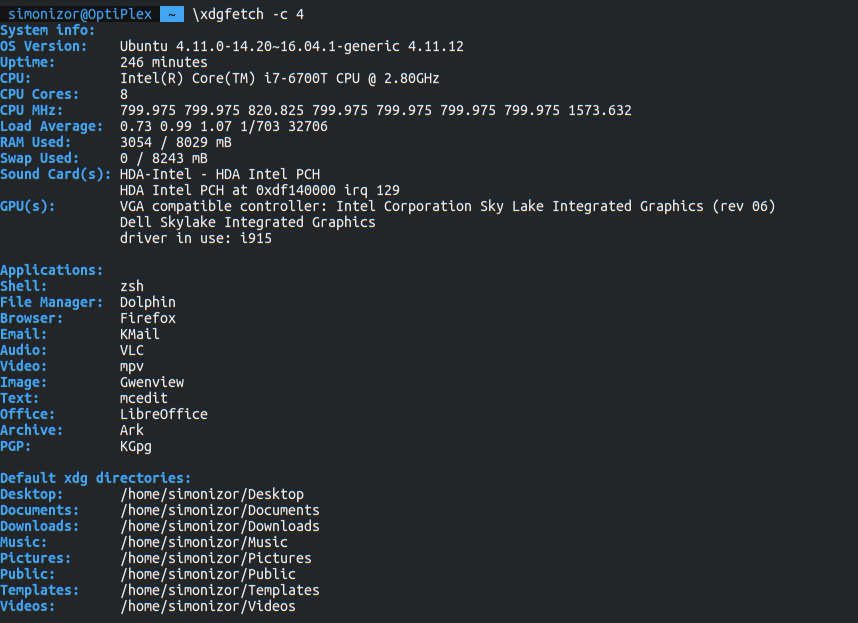 simonizor@OptiPlex ~ \xdgfetch -c 4
System info:
OS Version: Ubuntu 4.11.0-14.20~16.04.1-generic 4.11.12
Uptime: 246 minutes
CPU: Intel(R) Core(TM) i7-6700T CPU @ 2.80GHz
CPU Cores: 8
CPU MHz: 799.975 799.975 820.825 799.975 799.975 799.975 799.975 1573.632
Load Average: 0.73 0.99 1.07 1/703 32706
RAM Used: 3054 / 8029 mB
Swap Used: 0 / 8243 mB
Sound Card(s): HDA-Intel - HDA Intel PCH
HDA Intel PCH at 0xdf140000 irq 129
GPU(s): VGA compatible controller: Intel Corporation Sky Lake Integrated Graphics (rev 06)
Dell Skylake Integrated Graphics
driver in use: i915
Applications:
Shell: zsh
File Manager: Dolphin
Browser: Firefox
Email: KMail
Audio: VLC
Video: mpv
Image: Gwenview
Text: mcedit
Office: LibreOffice
Archive: Ark
PGP: KGpg
Default xdg directories:
Desktop: /home/simonizor/Desktop
Documents: /home/simonizor/Documents
Downloads: /home/simonizor/Downloads
Music: /home/simonizor/Music
Pictures: /home/simonizor/Pictures
Public: /home/simonizor/Public
Templates: /home/simonizor/Templates
Videos: /home/simonizor/Videos